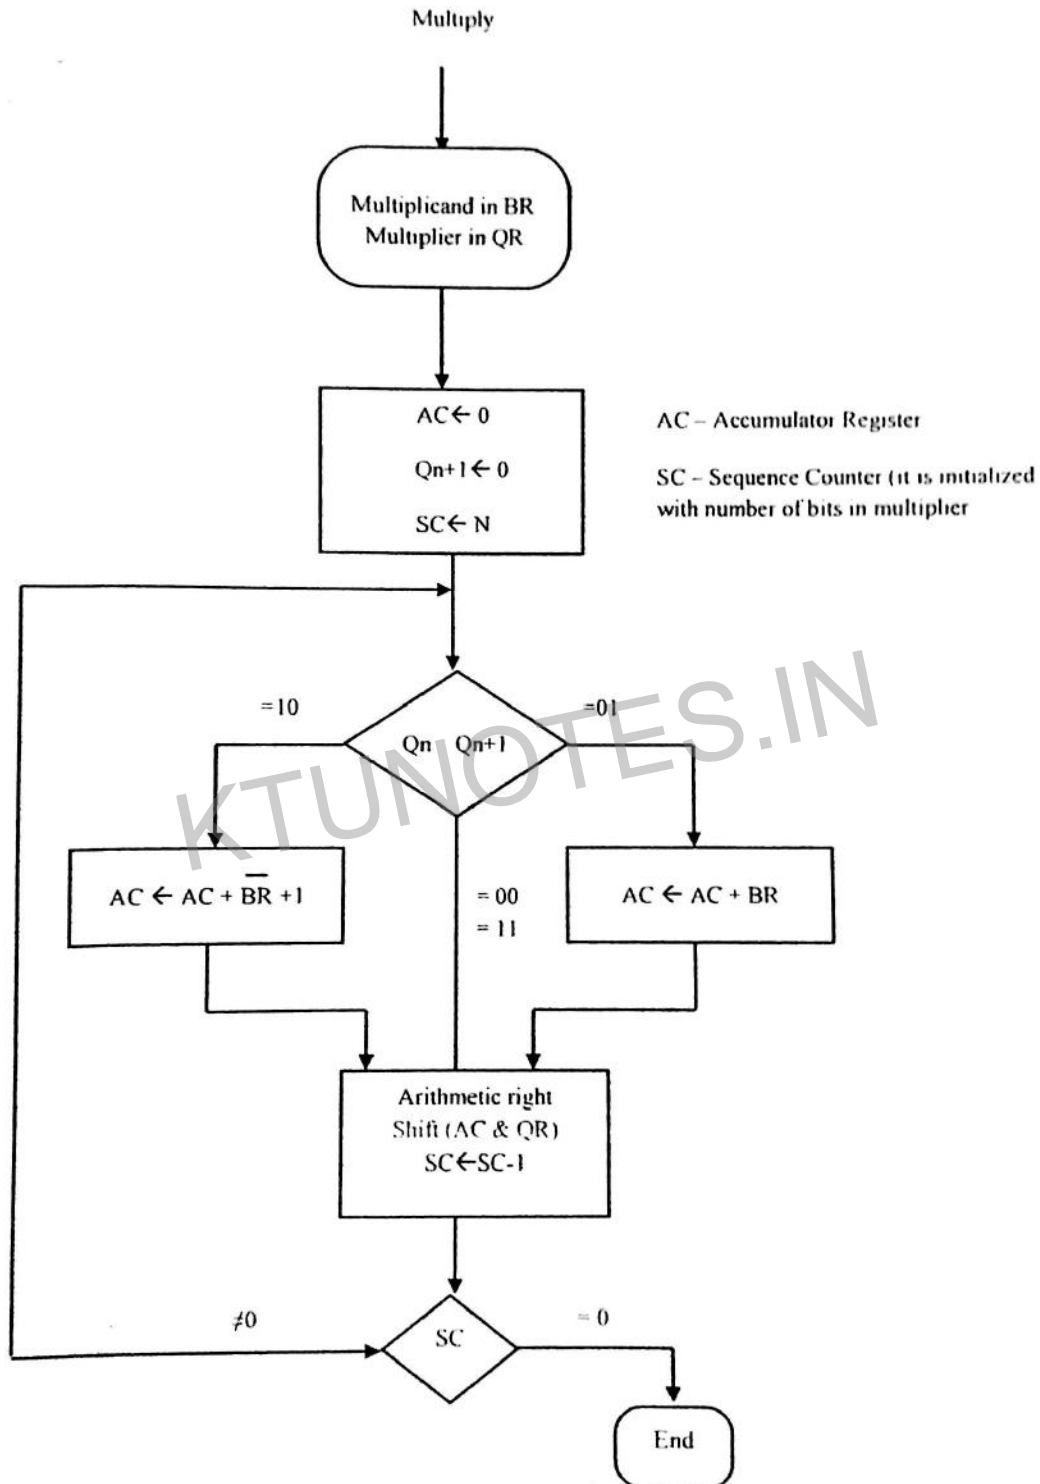 Multiply
Multiplicand in BR
Multiplier in QR
AC← 0
Qn+1← 0
SC← N
AC – Accumulator Register
SC – Sequence Counter (it is initialized
with number of bits in multiplier
=10
=01
Qn Qn+1
AC ← AC + B̅R̅ +1
= 00
= 11
AC ← AC + BR
Arithmetic right
Shift (AC & QR)
SC←SC-1
≠0
= 0
SC
End
KTUNOTES.IN